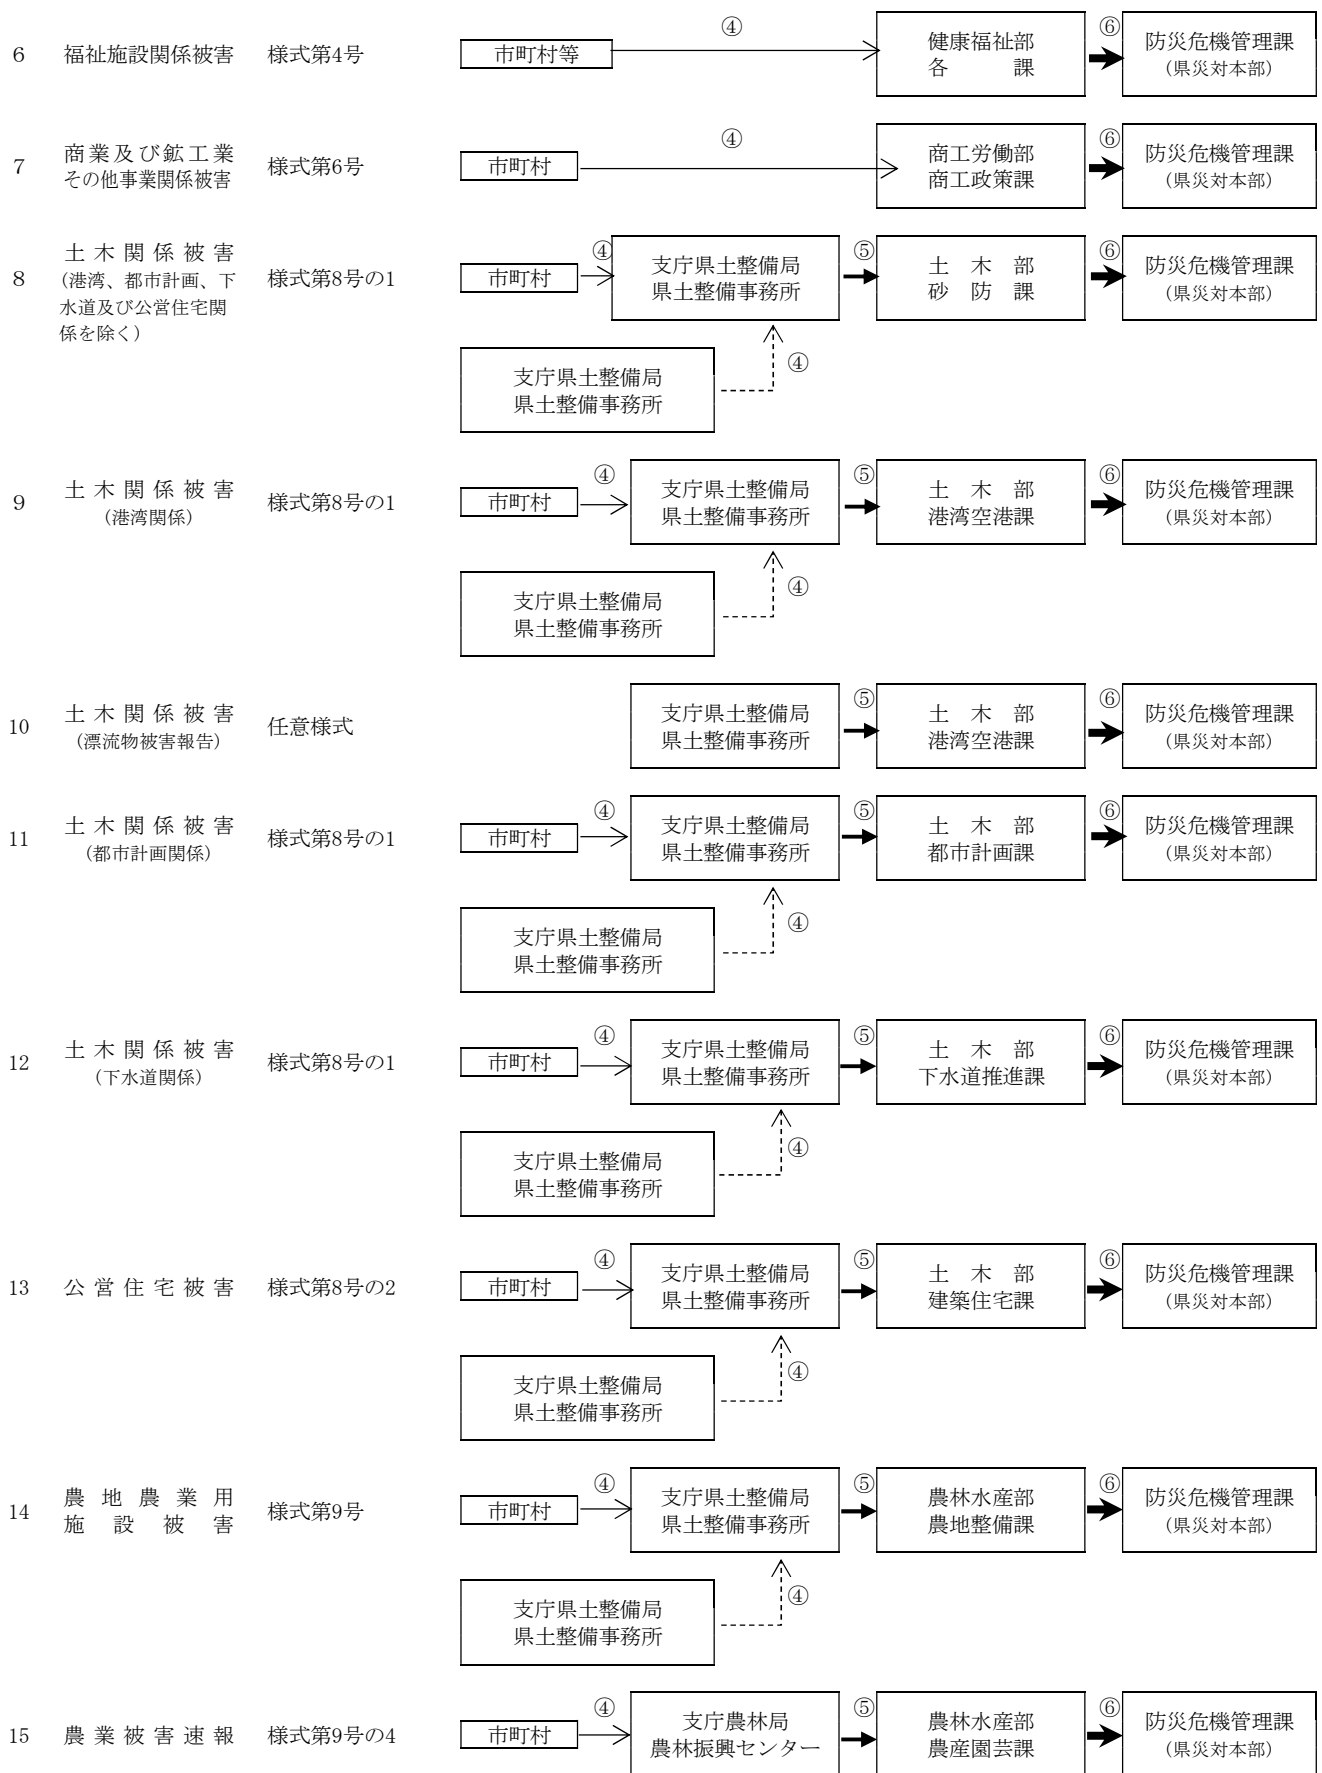 ④ ⑥
6 福祉施設関係被害 様式第4号 市町村等 健康福祉部 防災危機管理課
各 課 (県災対本部)
④ ⑥
7 商業及び鉱工業 様式第6号 市町村 商工労働部 防災危機管理課
その他事業関係被害 商工政策課 (県災対本部)
④ ⑤ ⑥
8 土木関係被害 様式第8号の1 市町村 支庁県土整備局 土木部 防災危機管理課
(港湾、都市計画、下 県土整備事務所 砂防課 (県災対本部)
水道及び公営住宅関
係を除く)
④
支庁県土整備局
県土整備事務所
④ ⑤ ⑥
9 土木関係被害 様式第8号の1 市町村 支庁県土整備局 土木部 防災危機管理課
(港湾関係) 県土整備事務所 港湾空港課 (県災対本部)
④
支庁県土整備局
県土整備事務所
⑤ ⑥
10 土木関係被害 任意様式 支庁県土整備局 土木部 防災危機管理課
(漂流物被害報告) 県土整備事務所 港湾空港課 (県災対本部)
④ ⑤ ⑥
11 土木関係被害 様式第8号の1 市町村 支庁県土整備局 土木部 防災危機管理課
(都市計画関係) 県土整備事務所 都市計画課 (県災対本部)
④
支庁県土整備局
県土整備事務所
④ ⑤ ⑥
12 土木関係被害 様式第8号の1 市町村 支庁県土整備局 土木部 防災危機管理課
(下水道関係) 県土整備事務所 下水道推進課 (県災対本部)
④
支庁県土整備局
県土整備事務所
④ ⑤ ⑥
13 公営住宅被害 様式第8号の2 市町村 支庁県土整備局 土木部 防災危機管理課
県土整備事務所 建築住宅課 (県災対本部)
④
支庁県土整備局
県土整備事務所
④ ⑤ ⑥
14 農地農業用 様式第9号 市町村 支庁県土整備局 農林水産部 防災危機管理課
施設被害 県土整備事務所 農地整備課 (県災対本部)
④
支庁県土整備局
県土整備事務所
④ ⑤ ⑥
15 農業被害速報 様式第9号の4 市町村 支庁農林局 農林水産部 防災危機管理課
農林振興センター 農産園芸課 (県災対本部)